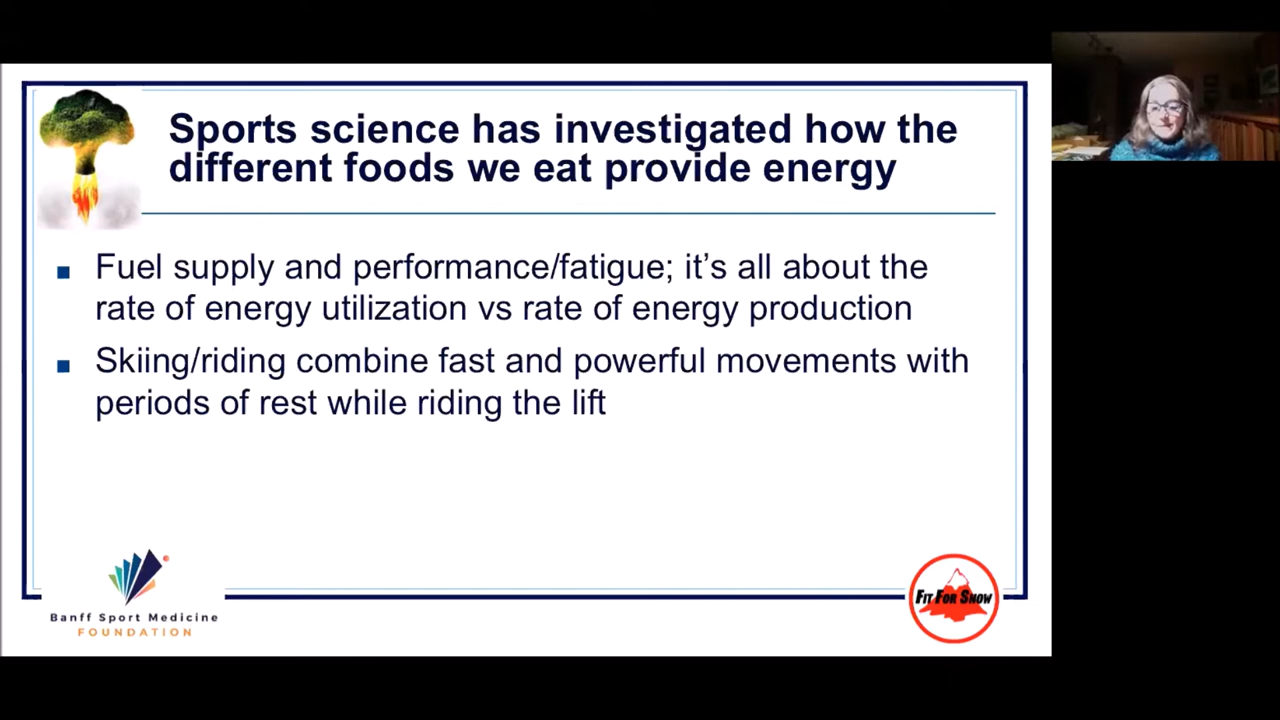 Sports science has investigated how the
different foods we eat provide energy
Fuel supply and performance/fatigue; it’s all about the
rate of energy utilization vs rate of energy production
Skiing/riding combine fast and powerful movements with
periods of rest while riding the lift
Banff Sport Medicine
FOUNDATION
FIT FOR SNOW